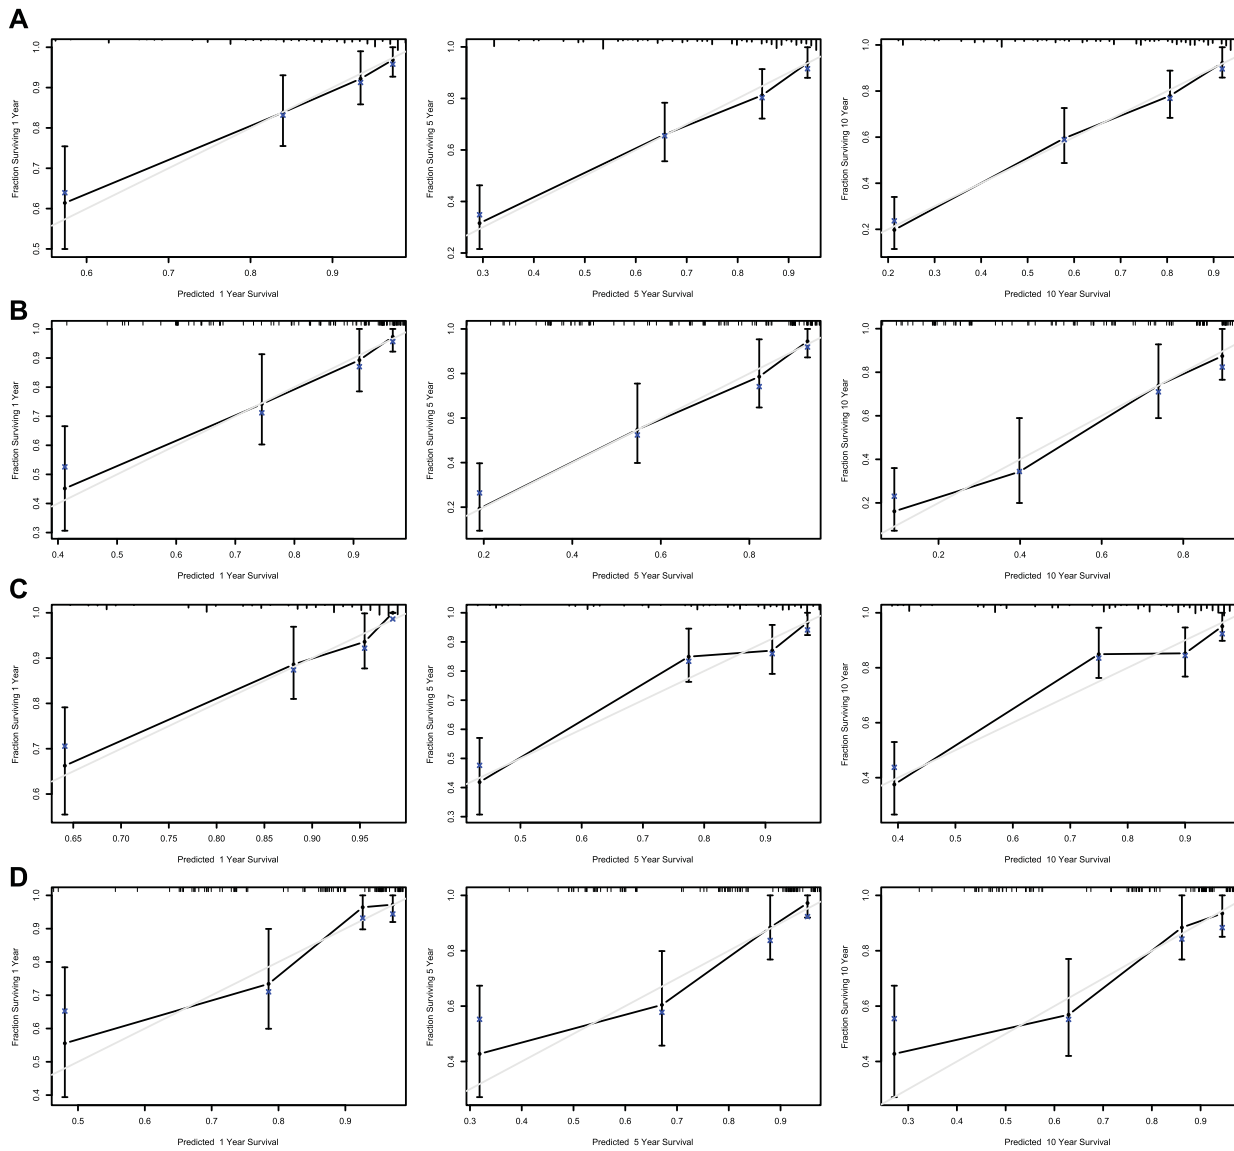 A
Fraction Surviving 1 Year
0.5 0.6 0.7 0.8 0.9 1.0
0.6 0.7 0.8 0.9
Predicted 1 Year Survival
Fraction Surviving 5 Year
0.2 0.4 0.6 0.8 1.0
0.3 0.4 0.5 0.6 0.7 0.8 0.9
Predicted 5 Year Survival
Fraction Surviving 10 Year
0.2 0.4 0.6 0.8 1.0
0.2 0.3 0.4 0.5 0.6 0.7 0.8 0.9
Predicted 10 Year Survival
B
Fraction Surviving 1 Year
0.3 0.4 0.5 0.6 0.7 0.8 0.9 1.0
0.4 0.5 0.6 0.7 0.8 0.9
Predicted 1 Year Survival
Fraction Surviving 5 Year
0.2 0.4 0.6 0.8 1.0
0.2 0.4 0.6 0.8
Predicted 5 Year Survival
Fraction Surviving 10 Year
0.2 0.4 0.6 0.8 1.0
0.2 0.4 0.6 0.8
Predicted 10 Year Survival
C
Fraction Surviving 1 Year
0.6 0.7 0.8 0.9 1.0
0.65 0.70 0.75 0.80 0.85 0.90 0.95
Predicted 1 Year Survival
Fraction Surviving 5 Year
0.3 0.4 0.5 0.6 0.7 0.8 0.9 1.0
0.5 0.6 0.7 0.8 0.9
Predicted 5 Year Survival
Fraction Surviving 10 Year
0.4 0.6 0.8 1.0
0.4 0.5 0.6 0.7 0.8 0.9
Predicted 10 Year Survival
D
Fraction Surviving 1 Year
0.4 0.5 0.6 0.7 0.8 0.9 1.0
0.5 0.6 0.7 0.8 0.9
Predicted 1 Year Survival
Fraction Surviving 5 Year
0.4 0.6 0.8 1.0
0.3 0.4 0.5 0.6 0.7 0.8 0.9
Predicted 5 Year Survival
Fraction Surviving 10 Year
0.4 0.6 0.8 1.0
0.3 0.4 0.5 0.6 0.7 0.8 0.9
Predicted 10 Year Survival